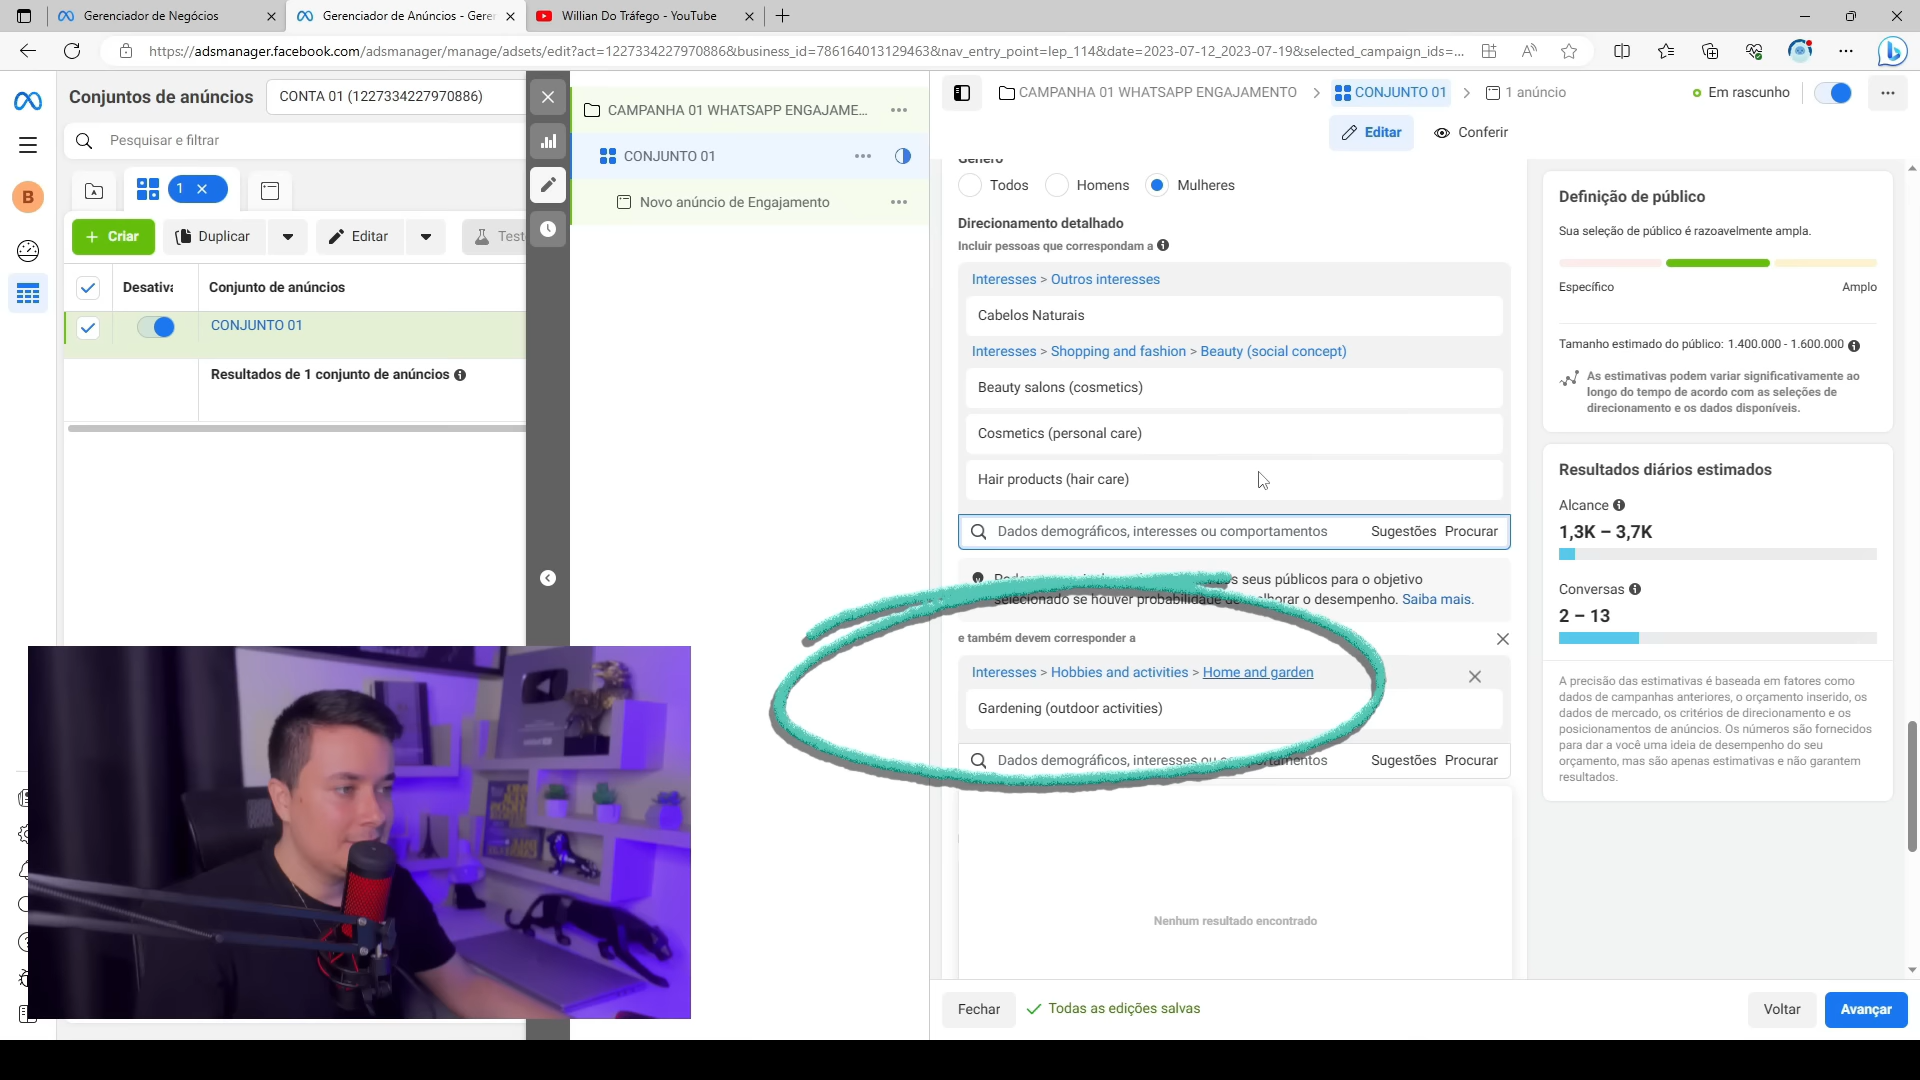 Gerenciador de Negócios
Gerenciador de Anúncios - Geren
Willian Do Tráfego - YouTube
https://adsmanager.facebook.com/adsmanager/manage/adsets/edit?act=1227334227970886&business_id=786164013129463&nav_entry_point=lep_114&date=2023-07-12_2023-07-19&selected_campaign_ids=...
Conjuntos de anúncios
CONTA 01 (1227334227970886)
Pesquisar e filtrar
B
1
Criar
Duplicar
Editar
Test
Desativa
Conjunto de anúncios
CONJUNTO 01
Resultados de 1 conjunto de anúncios
CAMPANHA 01 WHATSAPP ENGAJAME...
CONJUNTO 01
Novo anúncio de Engajamento
CAMPANHA 01 WHATSAPP ENGAJAMENTO
CONJUNTO 01
1 anúncio
Em rascunho
Editar
Conferir
Gênero
Todos
Homens
Mulheres
Direcionamento detalhado
Incluir pessoas que correspondam a
Interesses > Outros interesses
Cabelos Naturais
Interesses > Shopping and fashion > Beauty (social concept)
Beauty salons (cosmetics)
Cosmetics (personal care)
Hair products (hair care)
Dados demográficos, interesses ou comportamentos
Sugestões
Procurar
s seus públicos para o objetivo
selecionado se houver probabilidade de melhorar o desempenho. Saiba mais.
e também devem corresponder a
Interesses > Hobbies and activities > Home and garden
Gardening (outdoor activities)
Dados demográficos, interesses ou comportamentos
Sugestões
Procurar
Nenhum resultado encontrado
Fechar
Todas as edições salvas
Voltar
Avançar
Definição de público
Sua seleção de público é razoavelmente ampla.
Específico
Amplo
Tamanho estimado do público: 1.400.000 - 1.600.000
As estimativas podem variar significativamente ao
longo do tempo de acordo com as seleções de
direcionamento e os dados disponíveis.
Resultados diários estimados
Alcance
1,3K – 3,7K
Conversas
2 – 13
A precisão das estimativas é baseada em fatores como
dados de campanhas anteriores, o orçamento inserido, os
dados de mercado, os critérios de direcionamento e os
posicionamentos de anúncios. Os números são fornecidos
para dar a você uma ideia de desempenho do seu
orçamento, mas são apenas estimativas e não garantem
resultados.